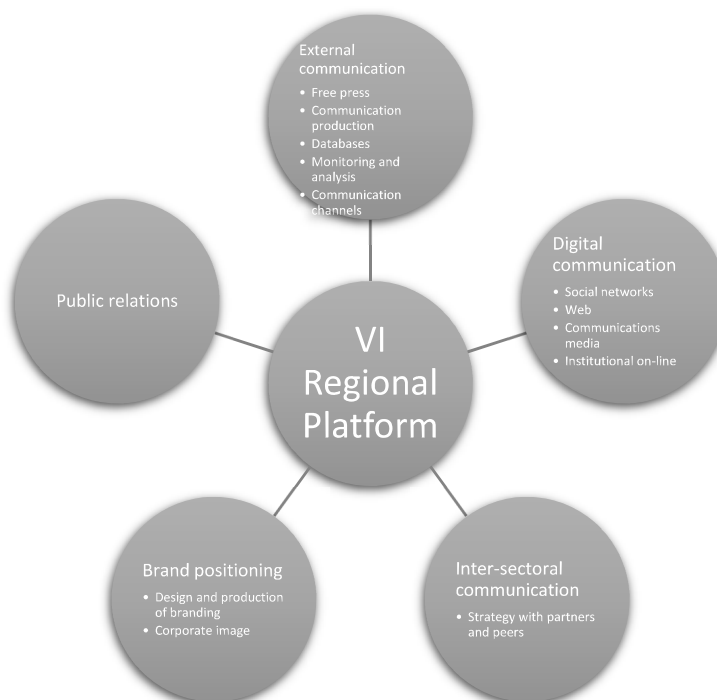 External
communication
• Free press
• Communication
production
• Databases
• Monitoring and
analysis
• Communication
channels
Digital
communication
• Social networks
• Web
• Communications
media
• Institutional on-line
Public relations
VI
Regional
Platform
Brand positioning
• Design and production
of branding
• Corporate image
Inter-sectoral
communication
• Strategy with partners
and peers